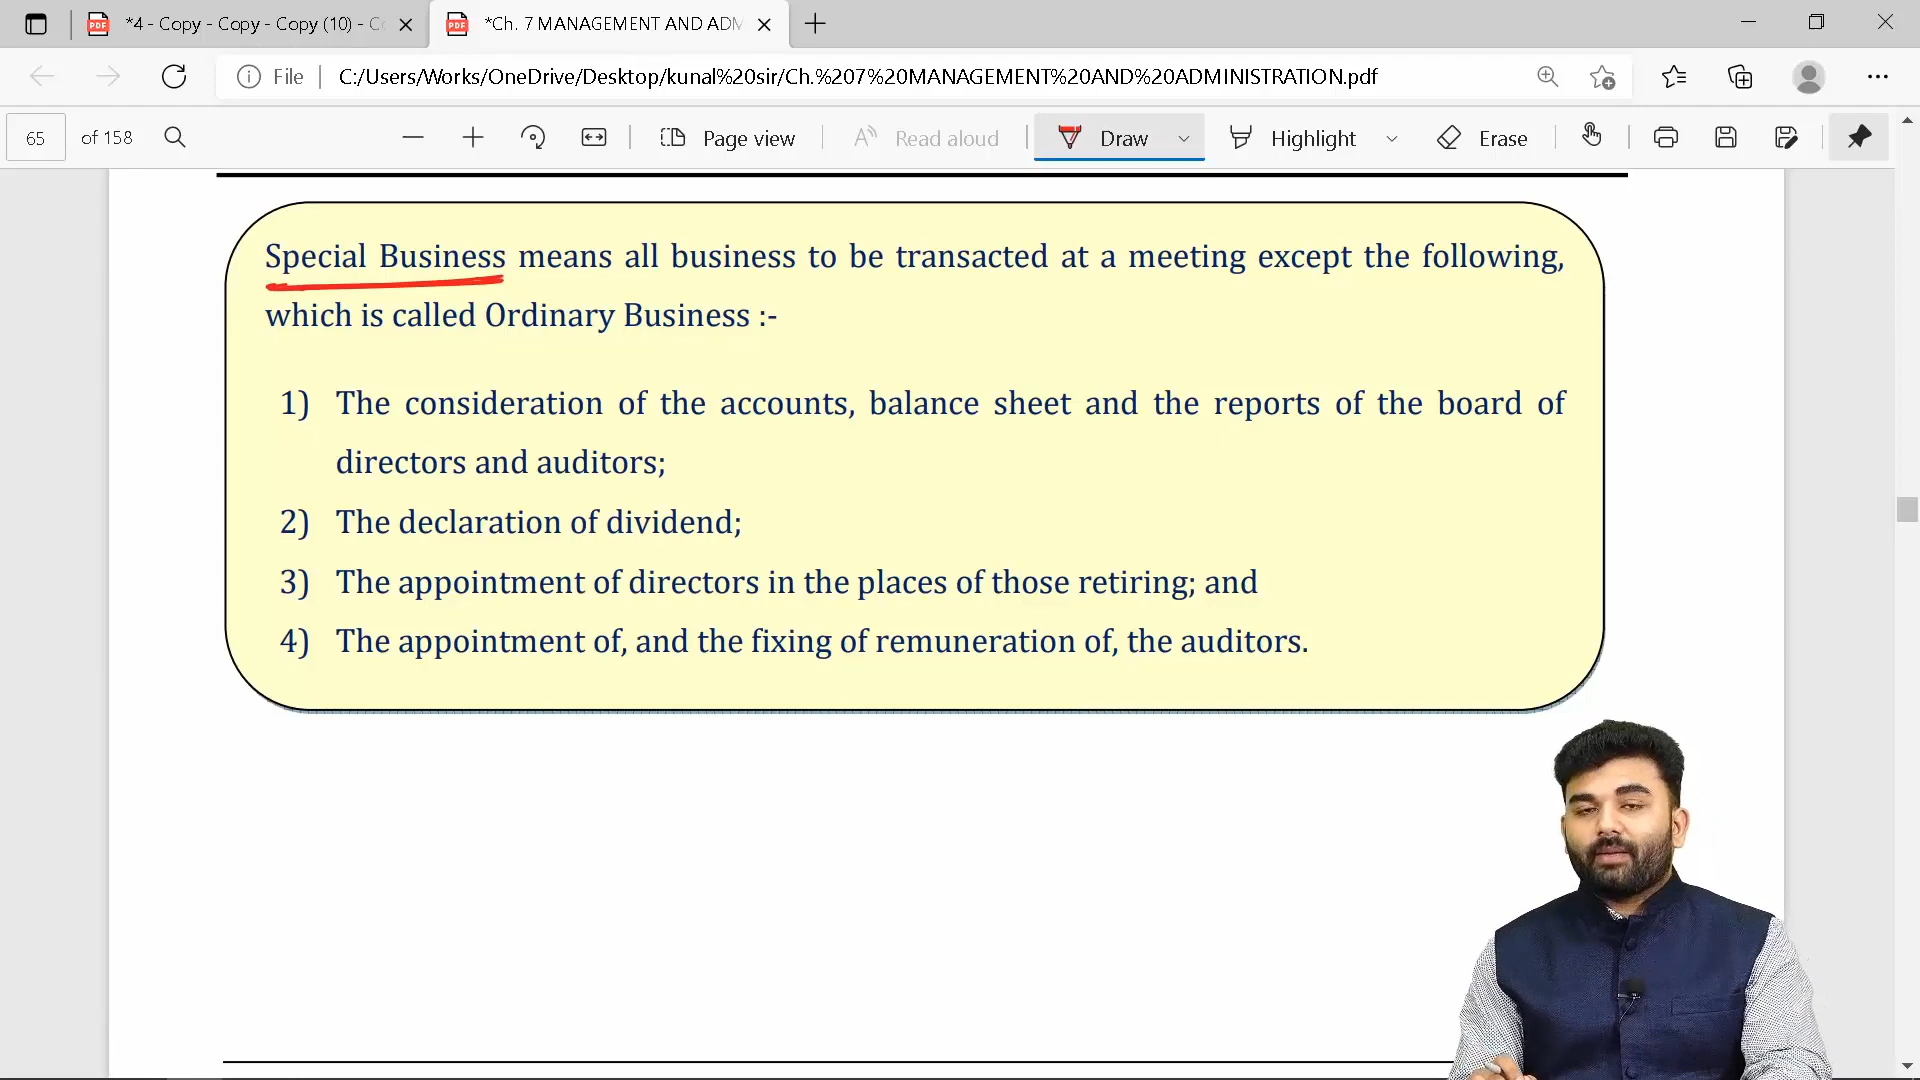 *4 - Copy - Copy - Copy (10) - C
*Ch. 7 MANAGEMENT AND ADM
File
C:/Users/Works/OneDrive/Desktop/kunal%20sir/Ch.%207%20MANAGEMENT%20AND%20ADMINISTRATION.pdf
65 of 158
Page view
Read aloud
Draw
Highlight
Erase
Special Business means all business to be transacted at a meeting except the following,
which is called Ordinary Business :-
1) The consideration of the accounts, balance sheet and the reports of the board of
directors and auditors;
2) The declaration of dividend;
3) The appointment of directors in the places of those retiring; and
4) The appointment of, and the fixing of remuneration of, the auditors.